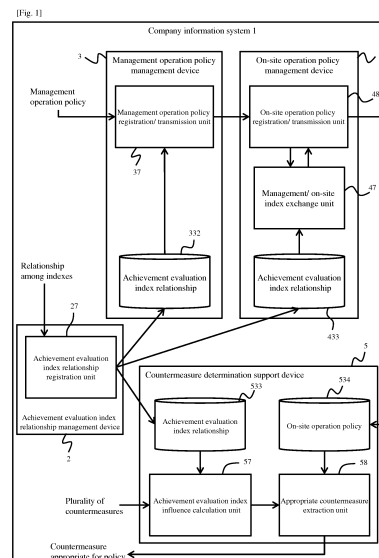 [Fig. 1]
Company information system 1
3
Management operation policy
management device
On-site operation policy
management device
Management
operation policy
Management operation policy
registration/ transmission unit
On-site operation policy
registration/ transmission unit
48
37
Management/ on-site
index exchange unit
47
332
Relationship
among indexes
Achievement evaluation
index relationship
Achievement evaluation
index relationship
27
433
Achievement evaluation
index relationship
registration unit
5
Countermeasure determination support device
533
534
Achievement evaluation index
relationship management device
2
Achievement evaluation
index relationship
On-site operation policy
57
58
Plurality of
countermeasures
Achievement evaluation index
influence calculation unit
Appropriate countermeasure
extraction unit
Countermeasure
appropriate for policy